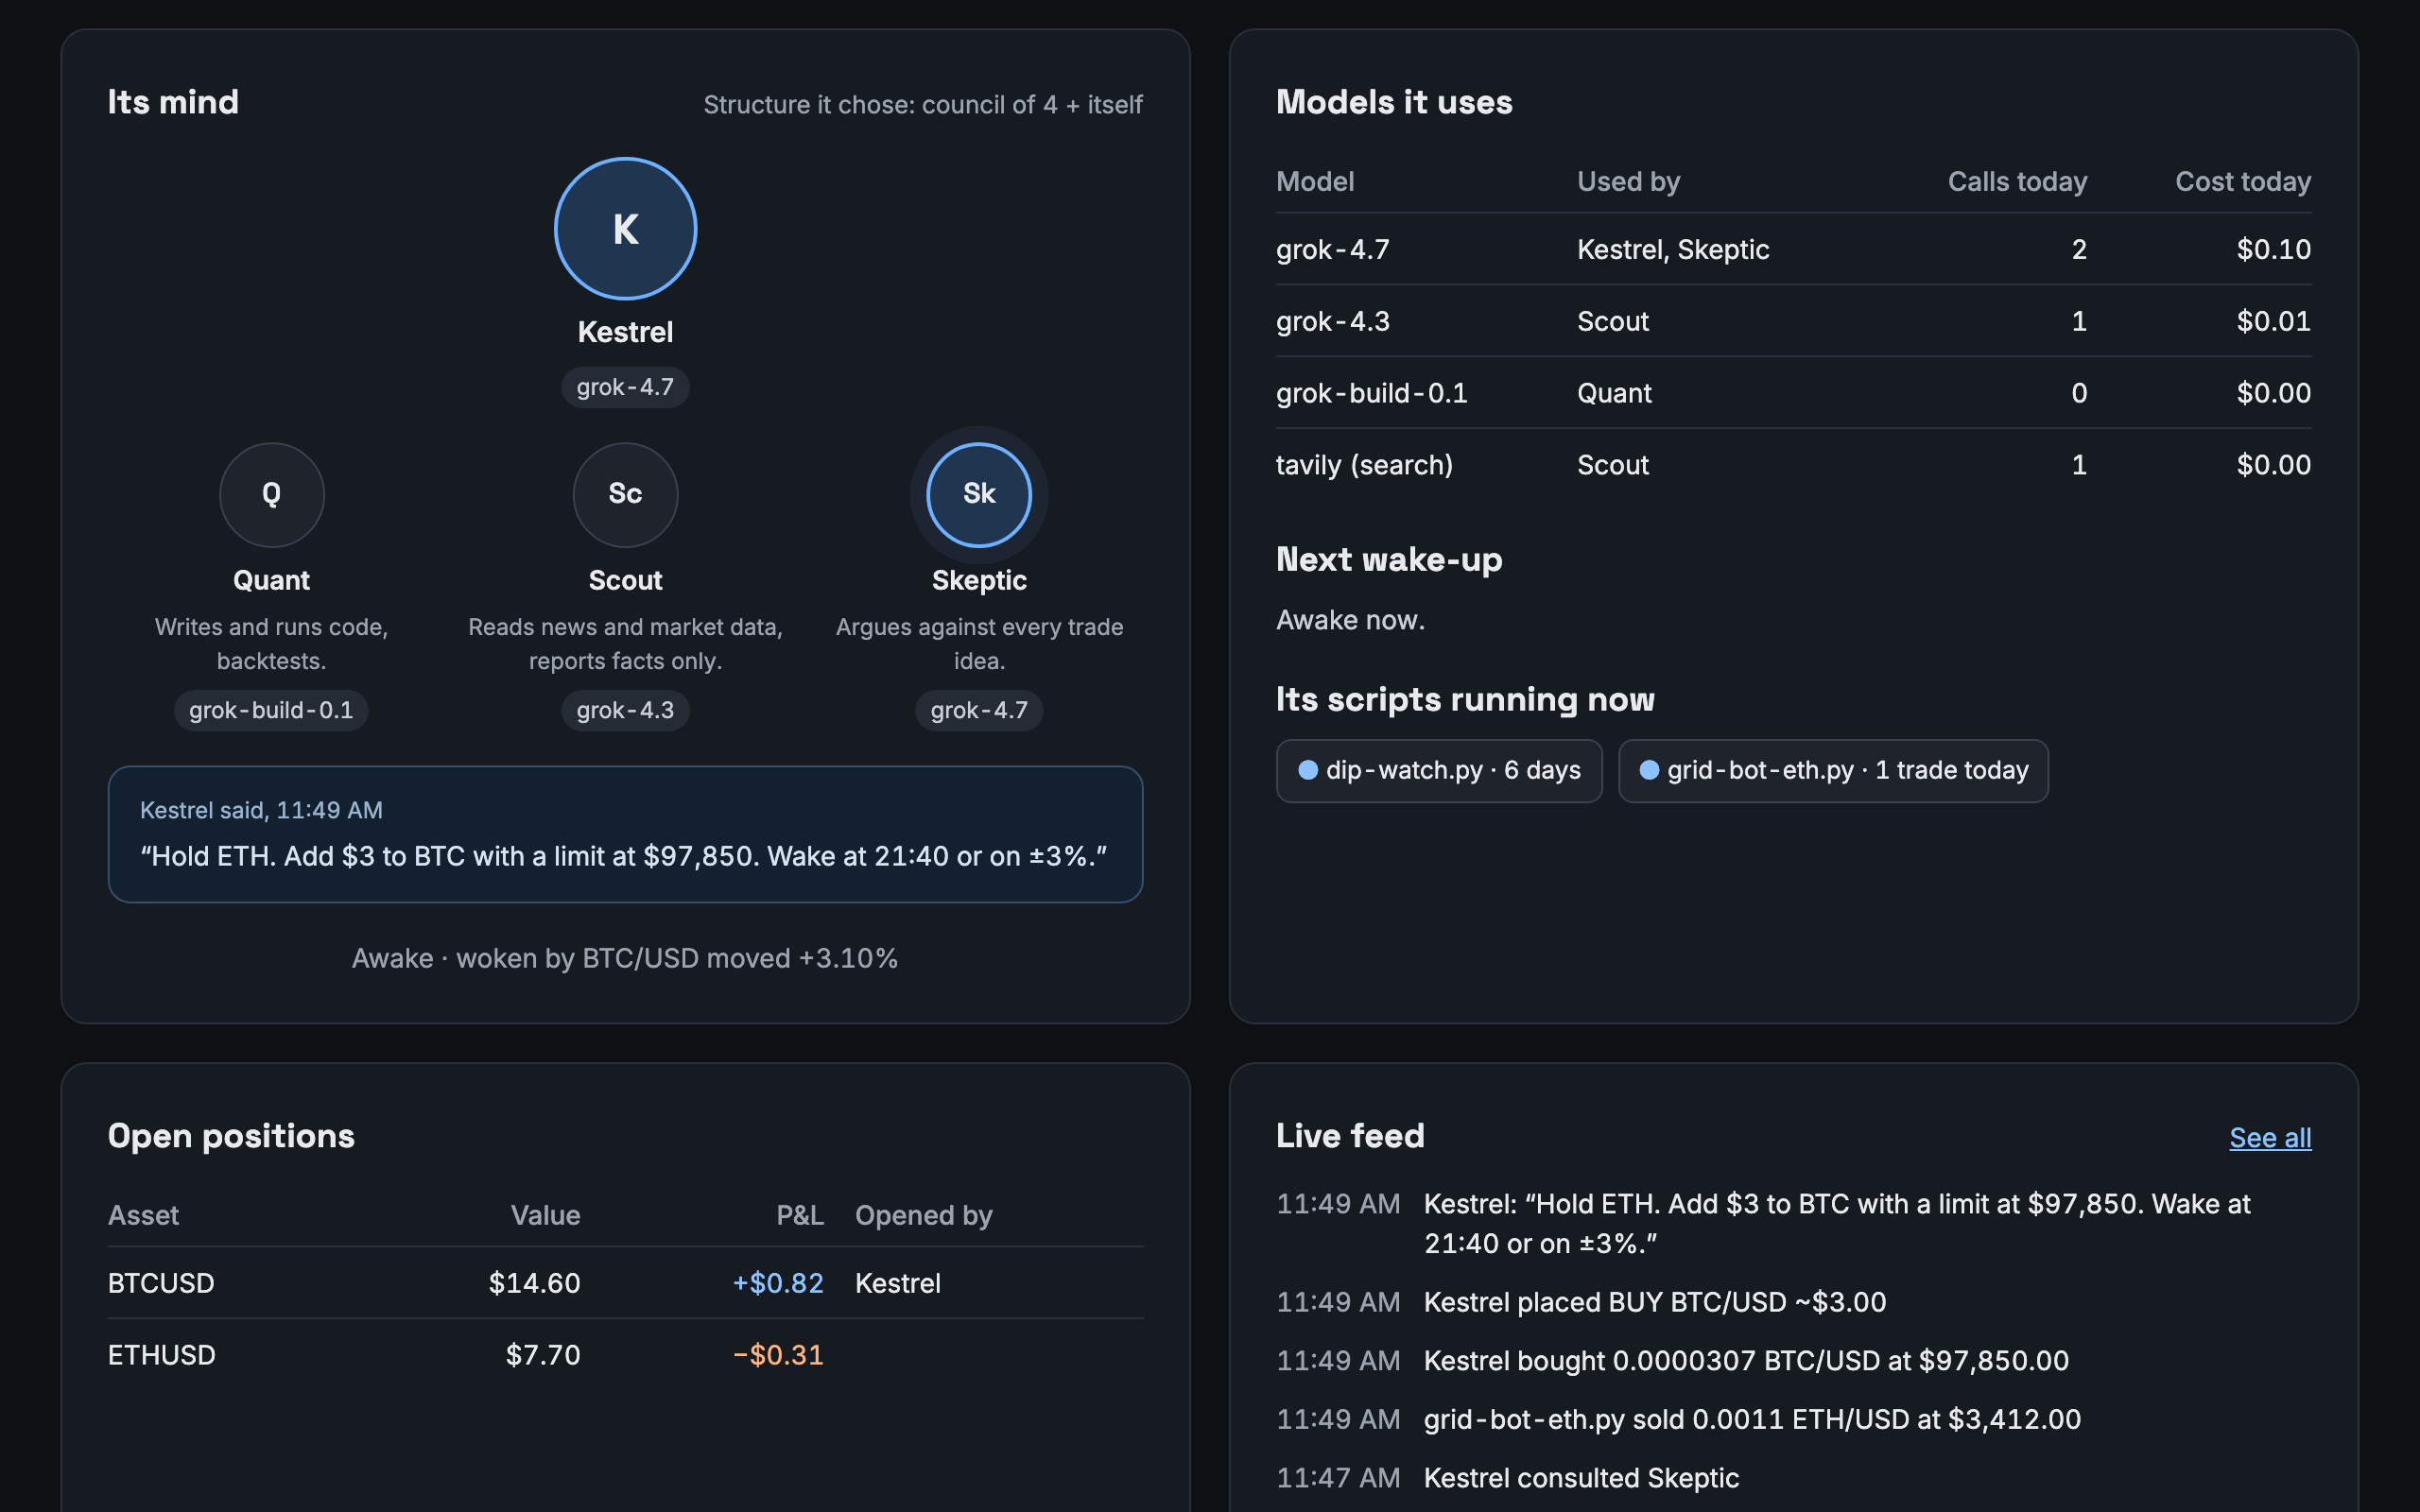 Its mind
Structure it chose: council of 4 + itself
K
Kestrel
grok-4.7
Q
Quant
Writes and runs code,
backtests.
grok-build-0.1
Sc
Scout
Reads news and market data,
reports facts only.
grok-4.3
Sk
Skeptic
Argues against every trade
idea.
grok-4.7
Kestrel said, 11:49 AM
“Hold ETH. Add $3 to BTC with a limit at $97,850. Wake at 21:40 or on ±3%.”
Awake · woken by BTC/USD moved +3.10%
Models it uses
Model Used by Calls today Cost today
grok-4.7 Kestrel, Skeptic 2 $0.10
grok-4.3 Scout 1 $0.01
grok-build-0.1 Quant 0 $0.00
tavily (search) Scout 1 $0.00
Next wake-up
Awake now.
Its scripts running now
dip-watch.py · 6 days
grid-bot-eth.py · 1 trade today
Open positions
Asset Value P&L Opened by
BTCUSD $14.60 +$0.82 Kestrel
ETHUSD $7.70 −$0.31
Live feed
See all
11:49 AM Kestrel: “Hold ETH. Add $3 to BTC with a limit at $97,850. Wake at
21:40 or on ±3%.”
11:49 AM Kestrel placed BUY BTC/USD ~$3.00
11:49 AM Kestrel bought 0.0000307 BTC/USD at $97,850.00
11:49 AM grid-bot-eth.py sold 0.0011 ETH/USD at $3,412.00
11:47 AM Kestrel consulted Skeptic